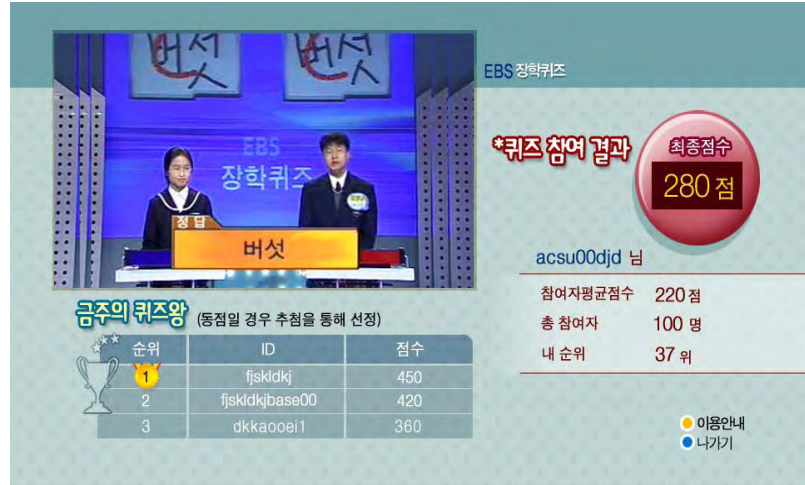 버섯
버섯
EBS
장학퀴즈
정답
버섯
EBS 장학퀴즈
*퀴즈 참여 결과
최종점수
280 점
acsu00djd 님
참여자평균점수 220 점
총 참여자 100 명
내 순위 37 위
금주의 퀴즈왕 (동점일 경우 추첨을 통해 선정)
순위 ID 점수
1 fjskldkj 450
2 fjskldkjbase00 420
3 dkkaooei1 360
이용안내
나가기